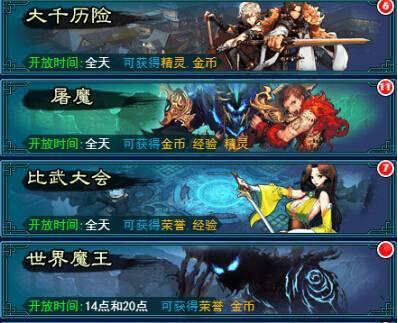 大千历险
6
开放时间:全天 可获得精灵 金币
屠魔
11
开放时间:全天 可获得金币 经验 精灵
比武大会
7
开放时间:全天 可获得荣誉 经验
世界魔王
开放时间:14点和20点 可获得荣誉 金币